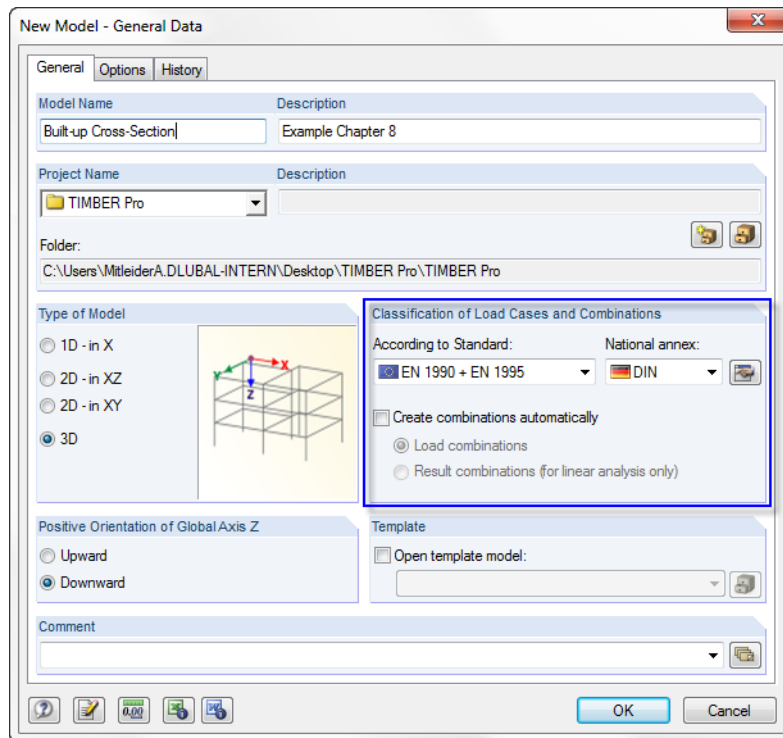 New Model - General Data
General Options History
Model Name Description
Built-up Cross-Section Example Chapter 8
Project Name Description
TIMBER Pro
Folder:
C:\Users\MitleiderA.DLUBAL-INTERN\Desktop\TIMBER Pro\TIMBER Pro
Type of Model
1D - in X
2D - in XZ
2D - in XY
3D
Y X
Z
Classification of Load Cases and Combinations
According to Standard: National annex:
EN 1990 + EN 1995 DIN
Create combinations automatically
Load combinations
Result combinations (for linear analysis only)
Positive Orientation of Global Axis Z
Upward
Downward
Template
Open template model:
Comment
0.00 OK Cancel